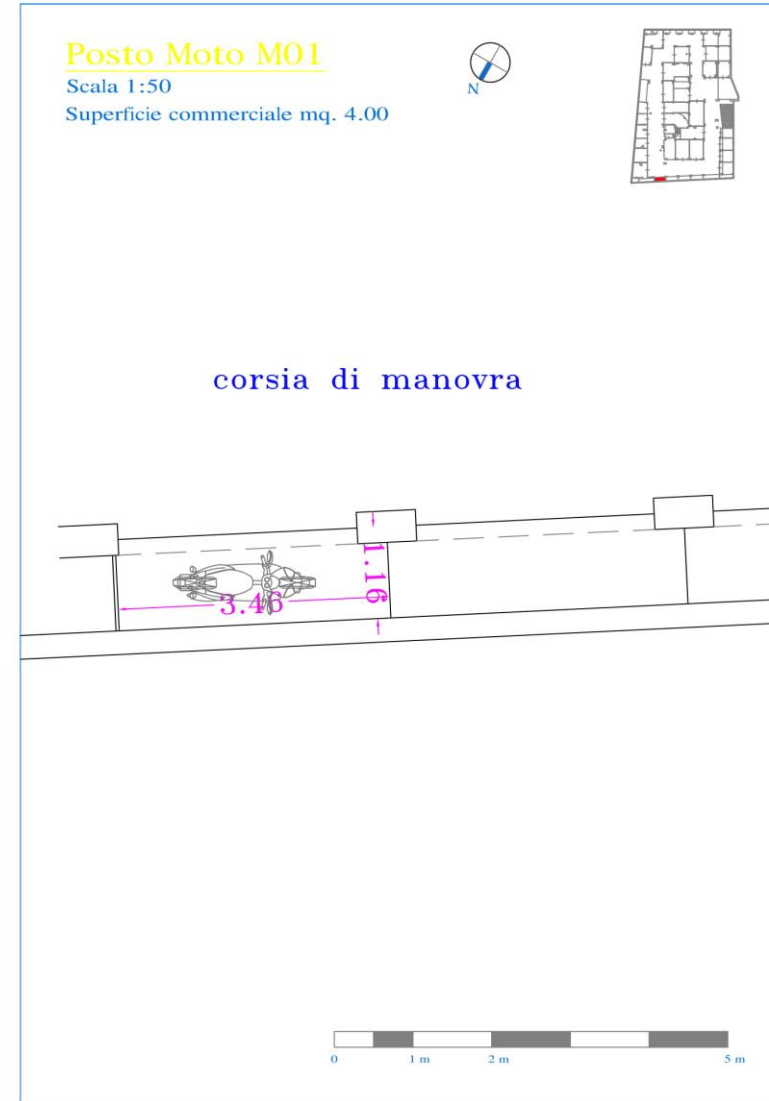 Posto Moto M01
Scala 1:50
Superficie commerciale mq. 4.00
N
corsia di manovra
1.16
3.46
0 1 m 2 m 5 m